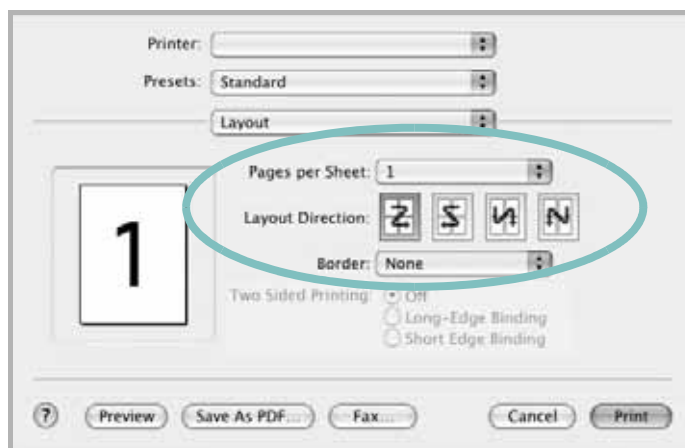 Printer:
Presets: Standard
Layout
Pages per Sheet: 1
1
Layout Direction:
Border: None
Two Sided Printing: Off
Long-Edge Binding
Short Edge Binding
? Preview Save As PDF... Fax... Cancel Print